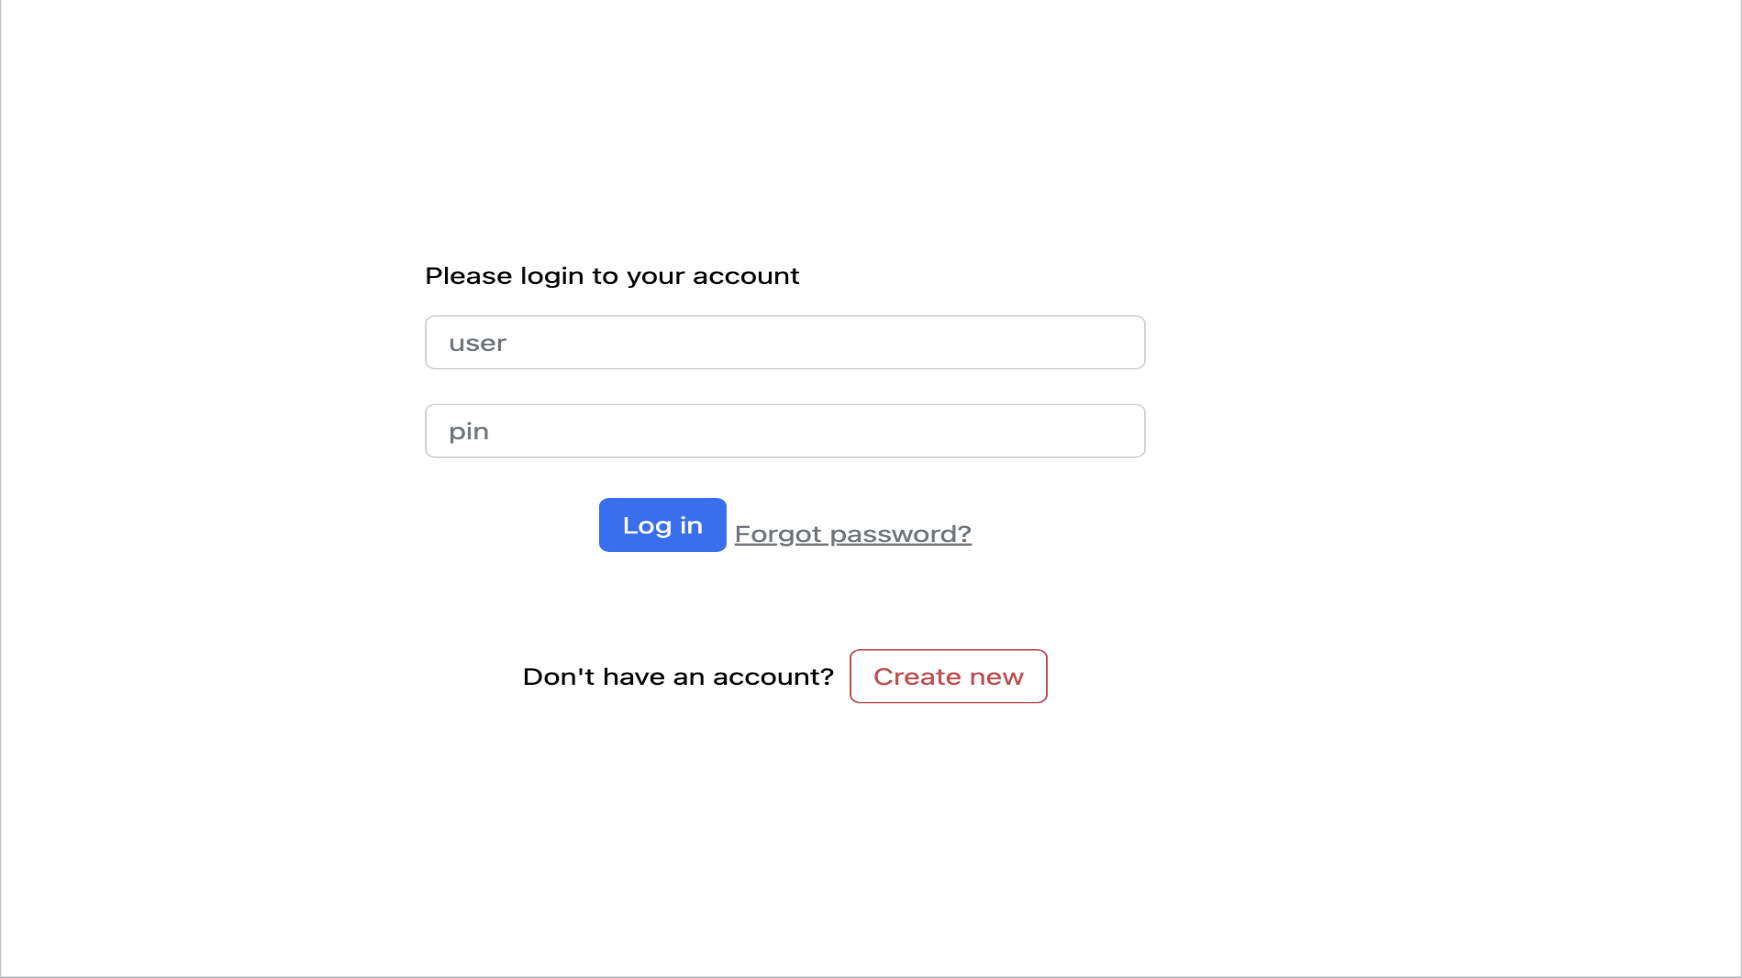 Please login to your account
user
pin
Log in Forgot password?
Don't have an account? Create new